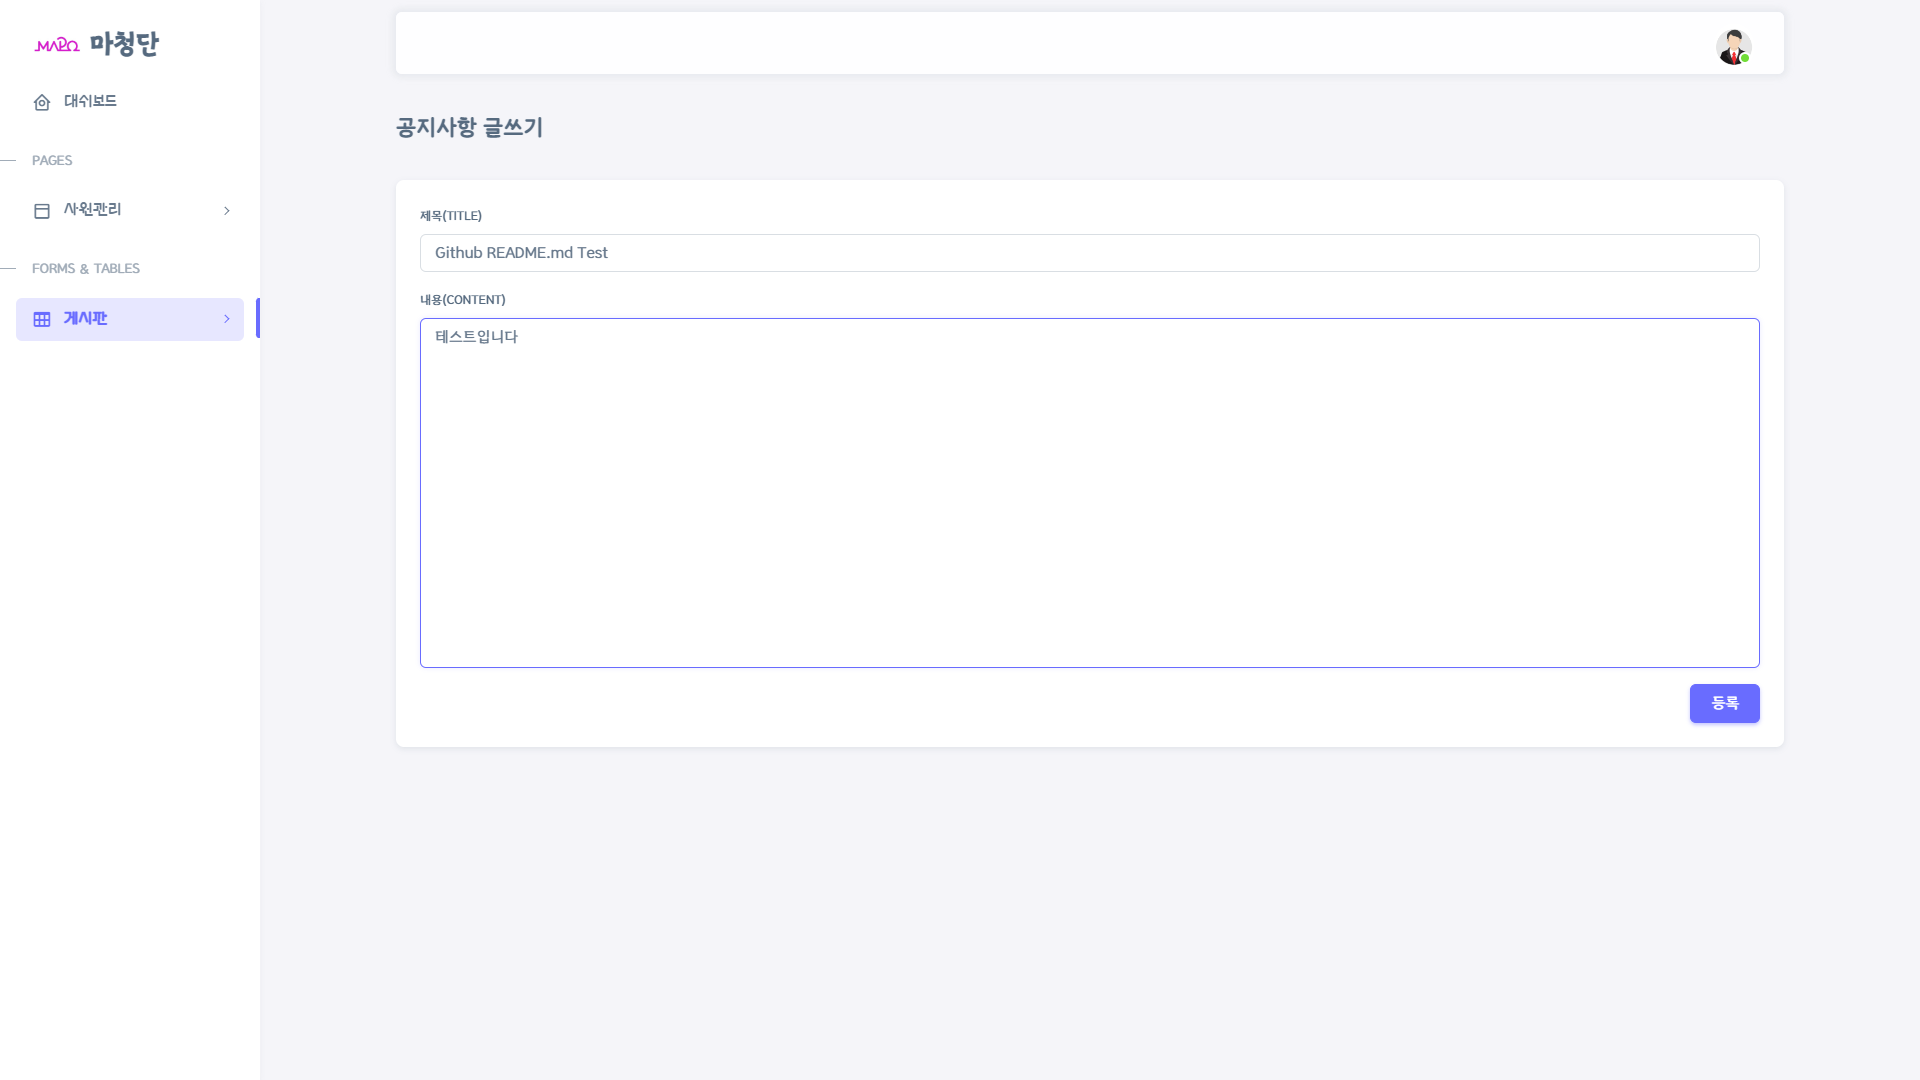 MAPO 마청단
대쉬보드
PAGES
사원관리
FORMS & TABLES
게시판
공지사항 글쓰기
제목(TITLE)
Github README.md Test
내용(CONTENT)
테스트입니다
등록